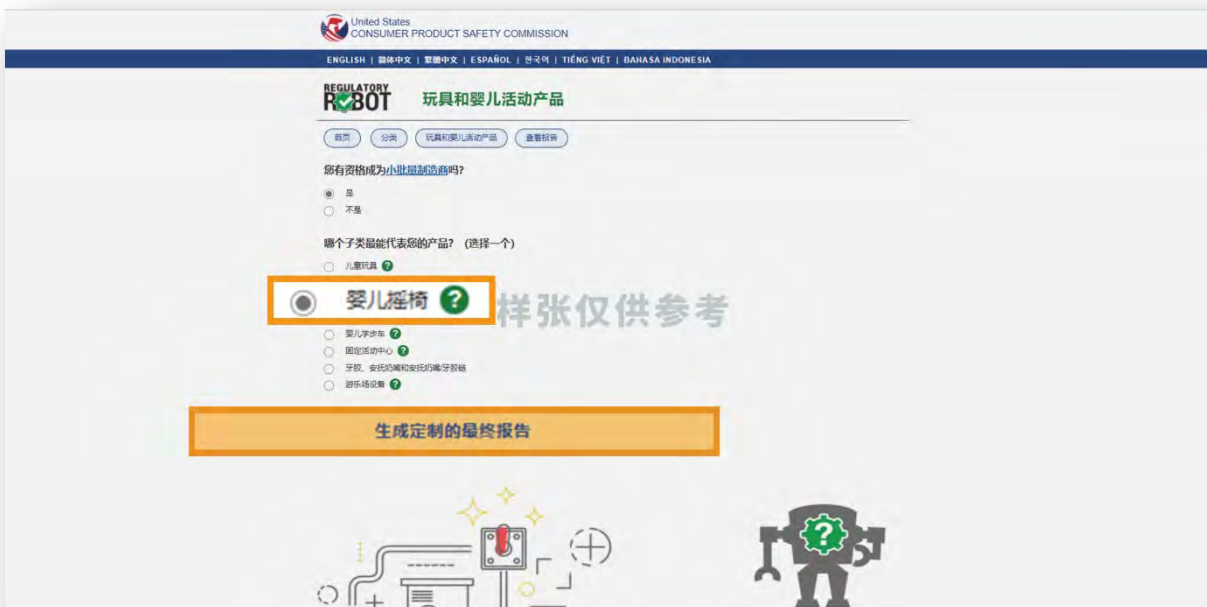 United States
CONSUMER PRODUCT SAFETY COMMISSION
ENGLISH | 简体中文 | 繁體中文 | ESPAÑOL | 한국어 | TIẾNG VIỆT | BAHASA INDONESIA
REGULATORY
ROBOT
玩具和婴儿活动产品
首页 分类 玩具和婴儿活动产品 查看报告
您有资格成为小批量制造商吗?
是
不是
哪个子类最能代表您的产品? (选择一个)
儿童玩具 ?
婴儿摇椅 ?
样张仅供参考
婴儿学步车 ?
固定活动中心 ?
牙胶、安抚奶嘴和安抚奶嘴/牙胶链
游乐场设备 ?
生成定制的最终报告
?